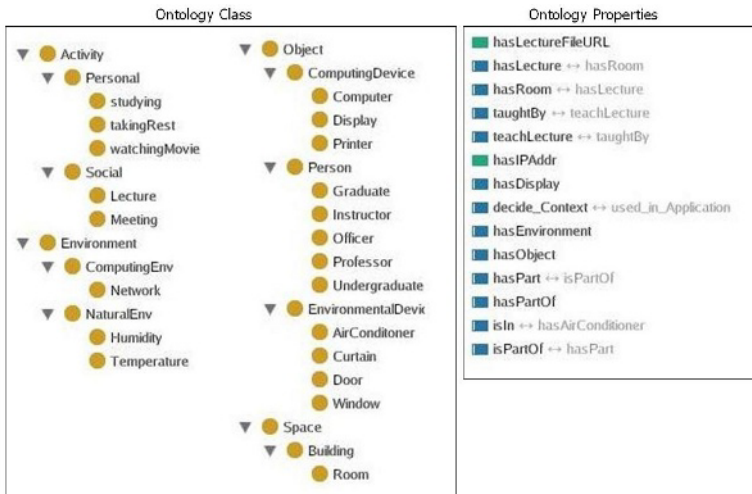 Ontology Class
Activity
Personal
studying
takingRest
watchingMovie
Social
Lecture
Meeting
Environment
ComputingEnv
Network
NaturalEnv
Humidity
Temperature
Object
ComputingDevice
Computer
Display
Printer
Person
Graduate
Instructor
Officer
Professor
Undergraduate
EnvironmentalDevic
AirConditoner
Curtain
Door
Window
Space
Building
Room
Ontology Properties
hasLectureFileURL
hasLecture ↔ hasRoom
hasRoom ↔ hasLecture
taughtBy ↔ teachLecture
teachLecture ↔ taughtBy
hasIPAddr
hasDisplay
decide_Context ↔ used_in_Application
hasEnvironment
hasObject
hasPart ↔ isPartOf
hasPartOf
isIn ↔ hasAirConditioner
isPartOf ↔ hasPart